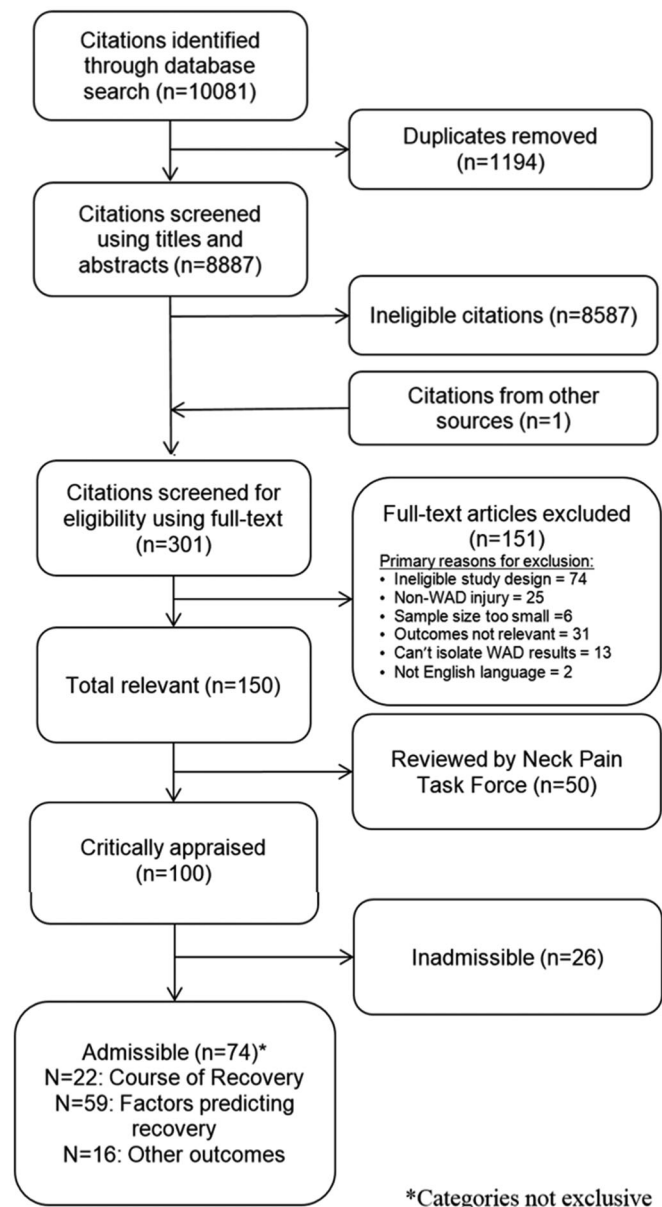 Citations identified
through database
search (n=10081)
Duplicates removed
(n=1194)
Citations screened
using titles and
abstracts (n=8887)
Ineligible citations (n=8587)
Citations from other
sources (n=1)
Citations screened for
eligibility using full-text
(n=301)
Full-text articles excluded
(n=151)
Primary reasons for exclusion:
• Ineligible study design = 74
• Non-WAD injury = 25
• Sample size too small =6
• Outcomes not relevant = 31
• Can't isolate WAD results = 13
• Not English language = 2
Total relevant (n=150)
Reviewed by Neck Pain
Task Force (n=50)
Critically appraised
(n=100)
Inadmissible (n=26)
Admissible (n=74)*
N=22: Course of Recovery
N=59: Factors predicting
recovery
N=16: Other outcomes
*Categories not exclusive